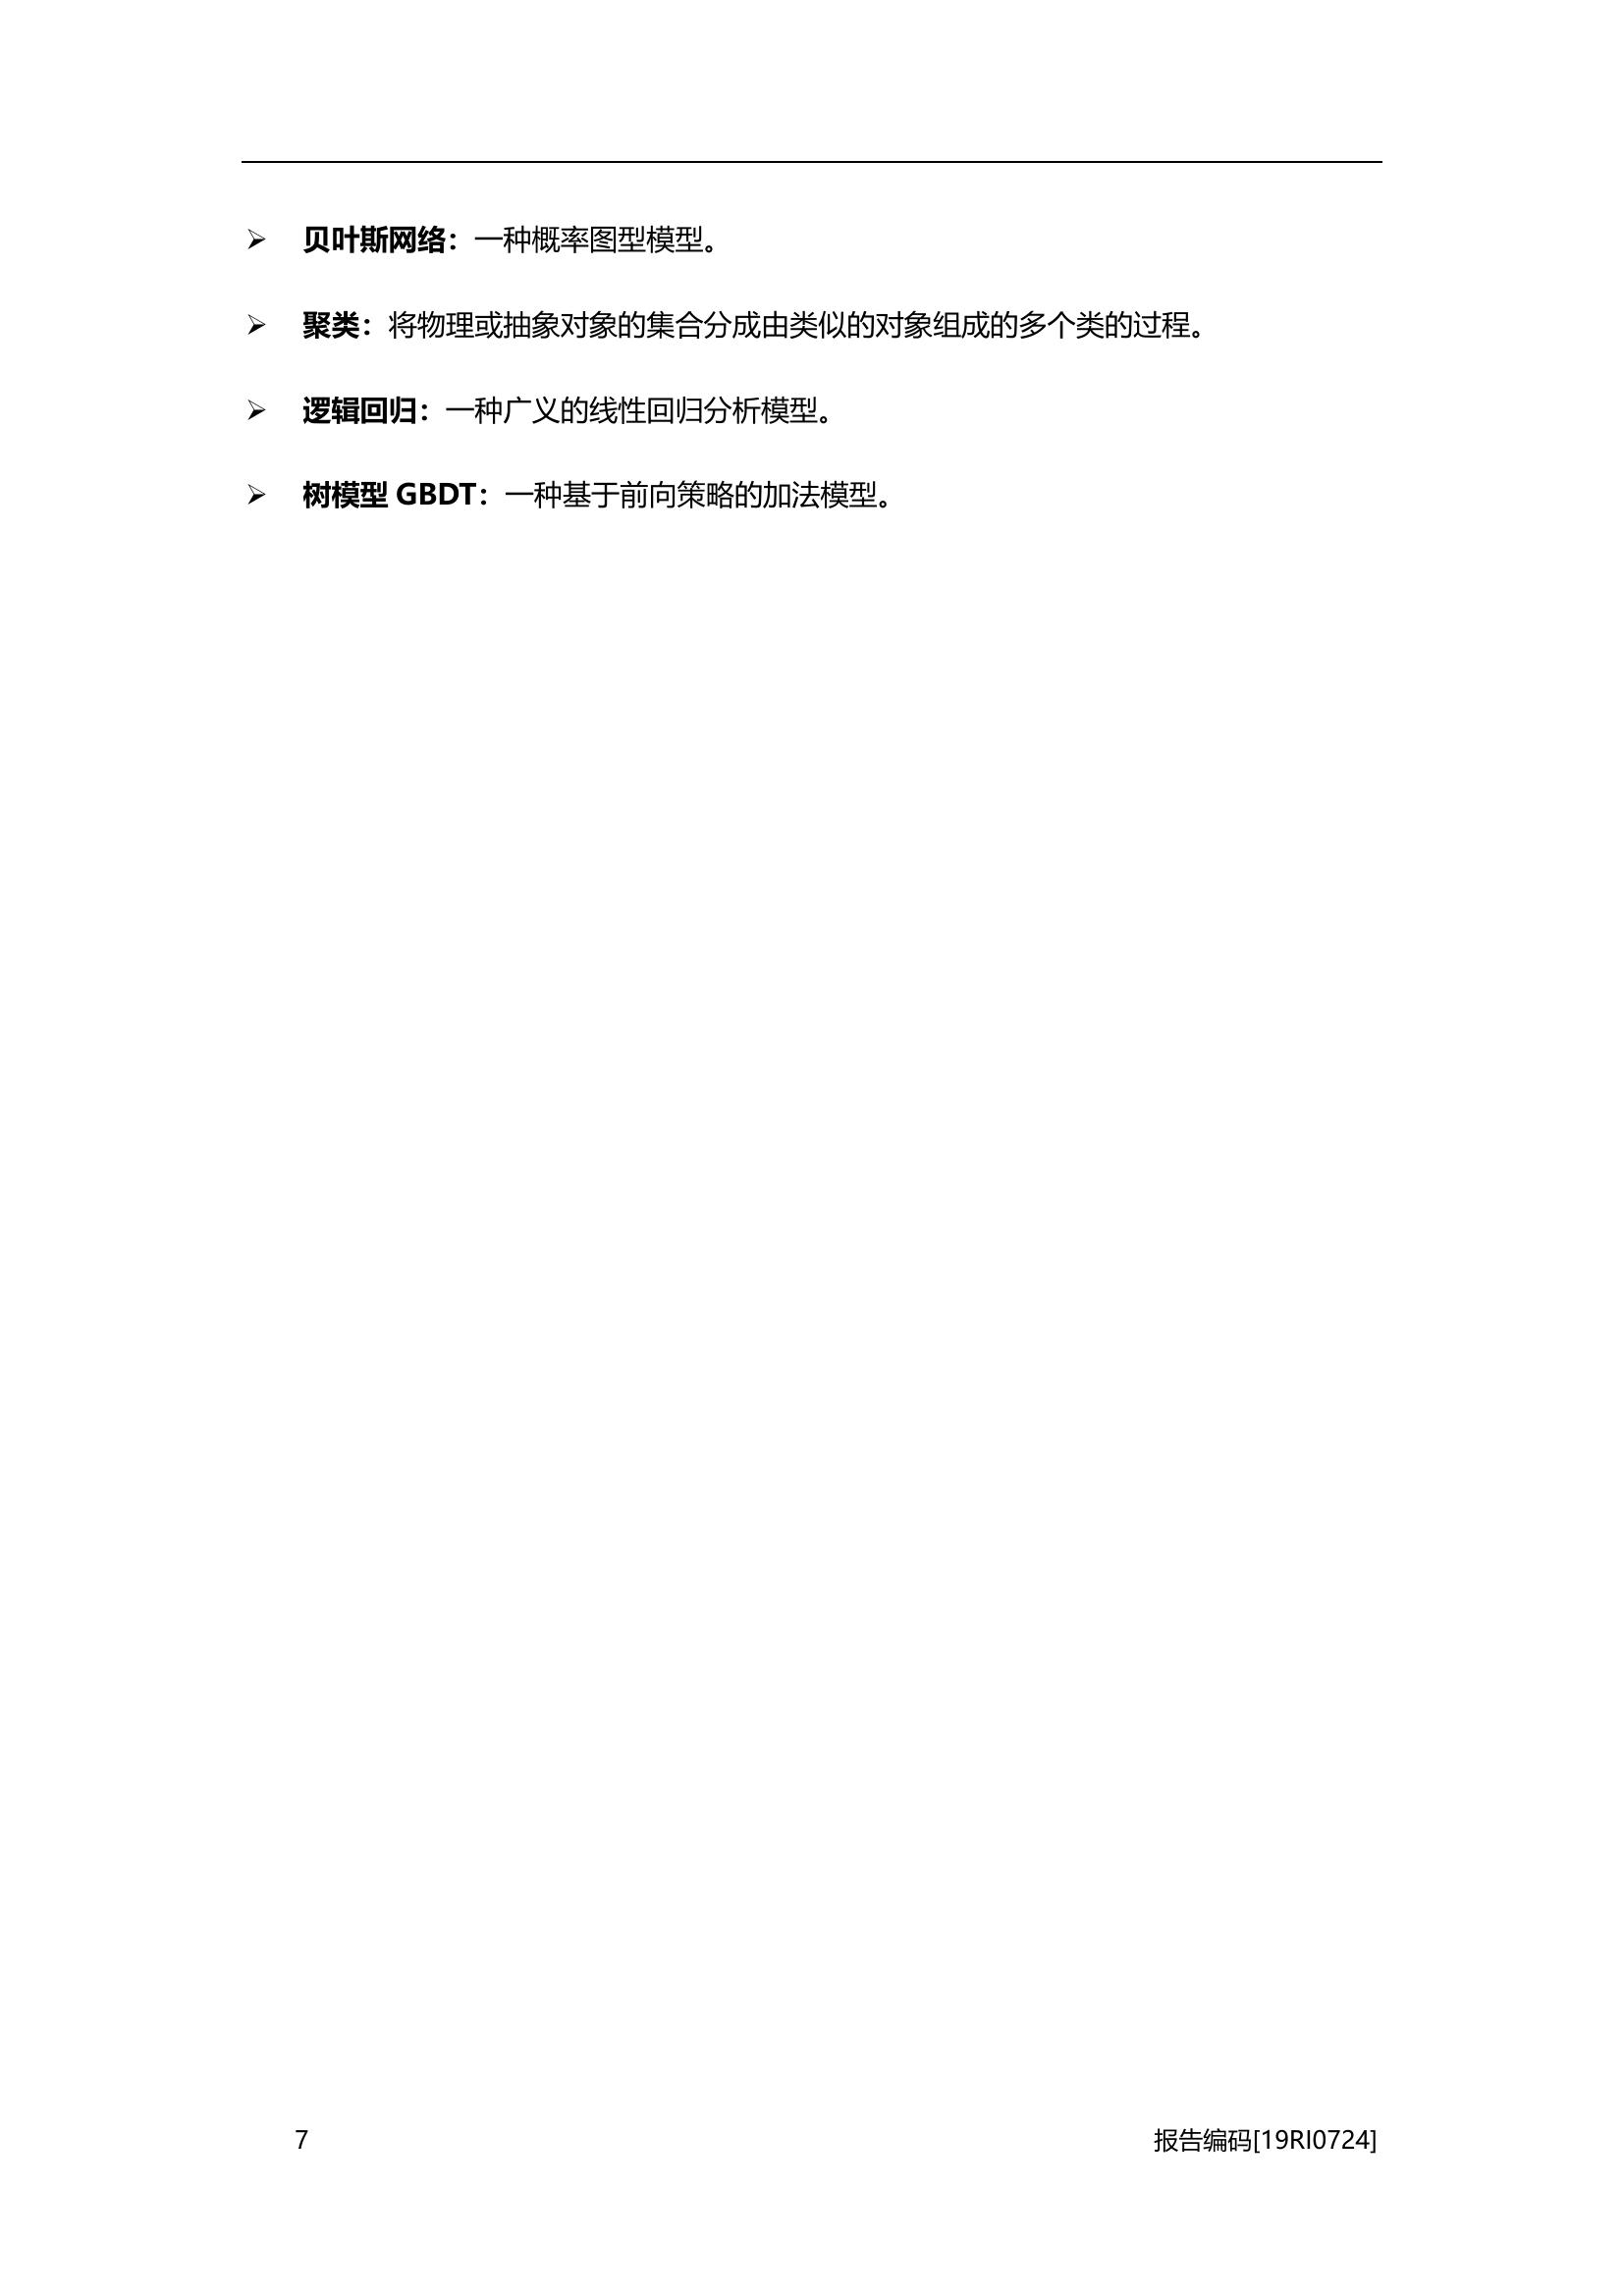 ➢ 贝叶斯网络：一种概率图型模型。
➢ 聚类：将物理或抽象对象的集合分成由类似的对象组成的多个类的过程。
➢ 逻辑回归：一种广义的线性回归分析模型。
➢ 树模型 GBDT：一种基于前向策略的加法模型。
7 报告编码[19RI0724]